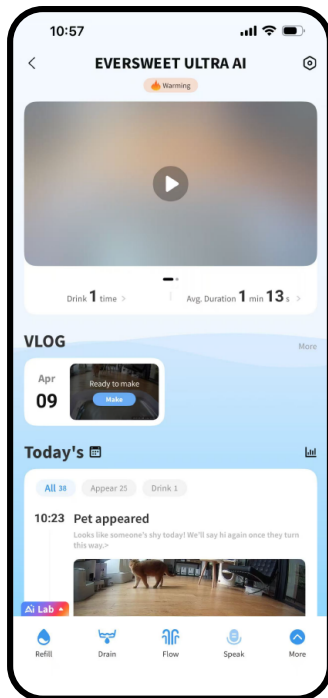 10:57
EVERSWEET ULTRA AI
Warming
Drink 1 time >
Avg. Duration 1 min 13 s >
VLOG
More
Apr
09
Ready to make
Make
Today's
All 38
Appear 25
Drink 1
10:23 Pet appeared
Looks like someone's shy today! We'll say hi again once they turn
this way.>
Ai Lab
Refill
Drain
Flow
Speak
More